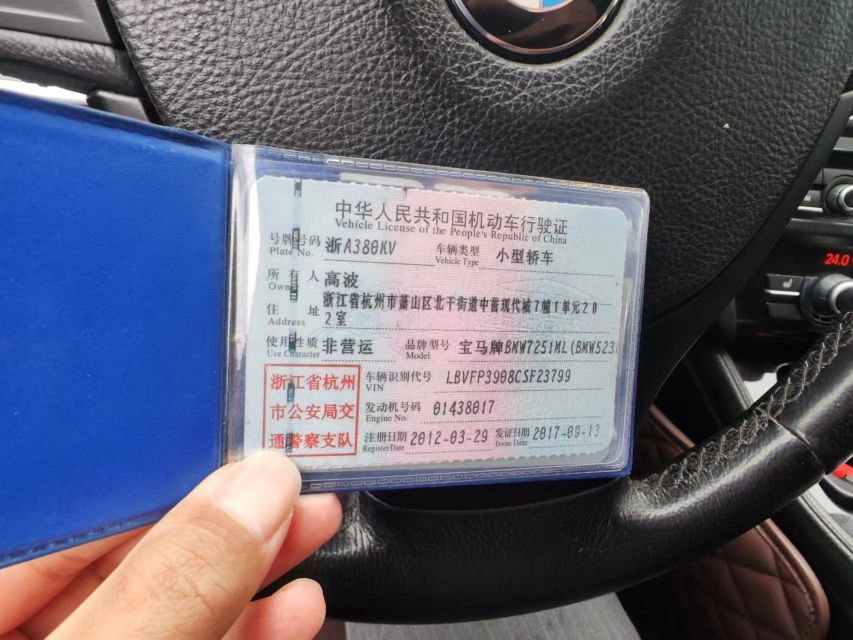 中华人民共和国机动车行驶证
Vehicle License of the People's Republic of China
号牌号码 浙A380KV 车辆类型 小型轿车
Plate No. Vehicle Type
所有人 高波
Owner
住址 浙江省杭州市萧山区北干街道中誉现代城7幢1单元20
Address 2室
使用性质 非营运 品牌型号 宝马牌BMW7251ML(BMW523
Use Character Model
浙江省杭州
市公安局交
通警察支队
车辆识别代号 LBVFP3908CSF23799
VIN
发动机号码 01438017
Engine No.
注册日期 2012-03-29 发证日期 2017-09-13
Register Date Issue Date
24.0